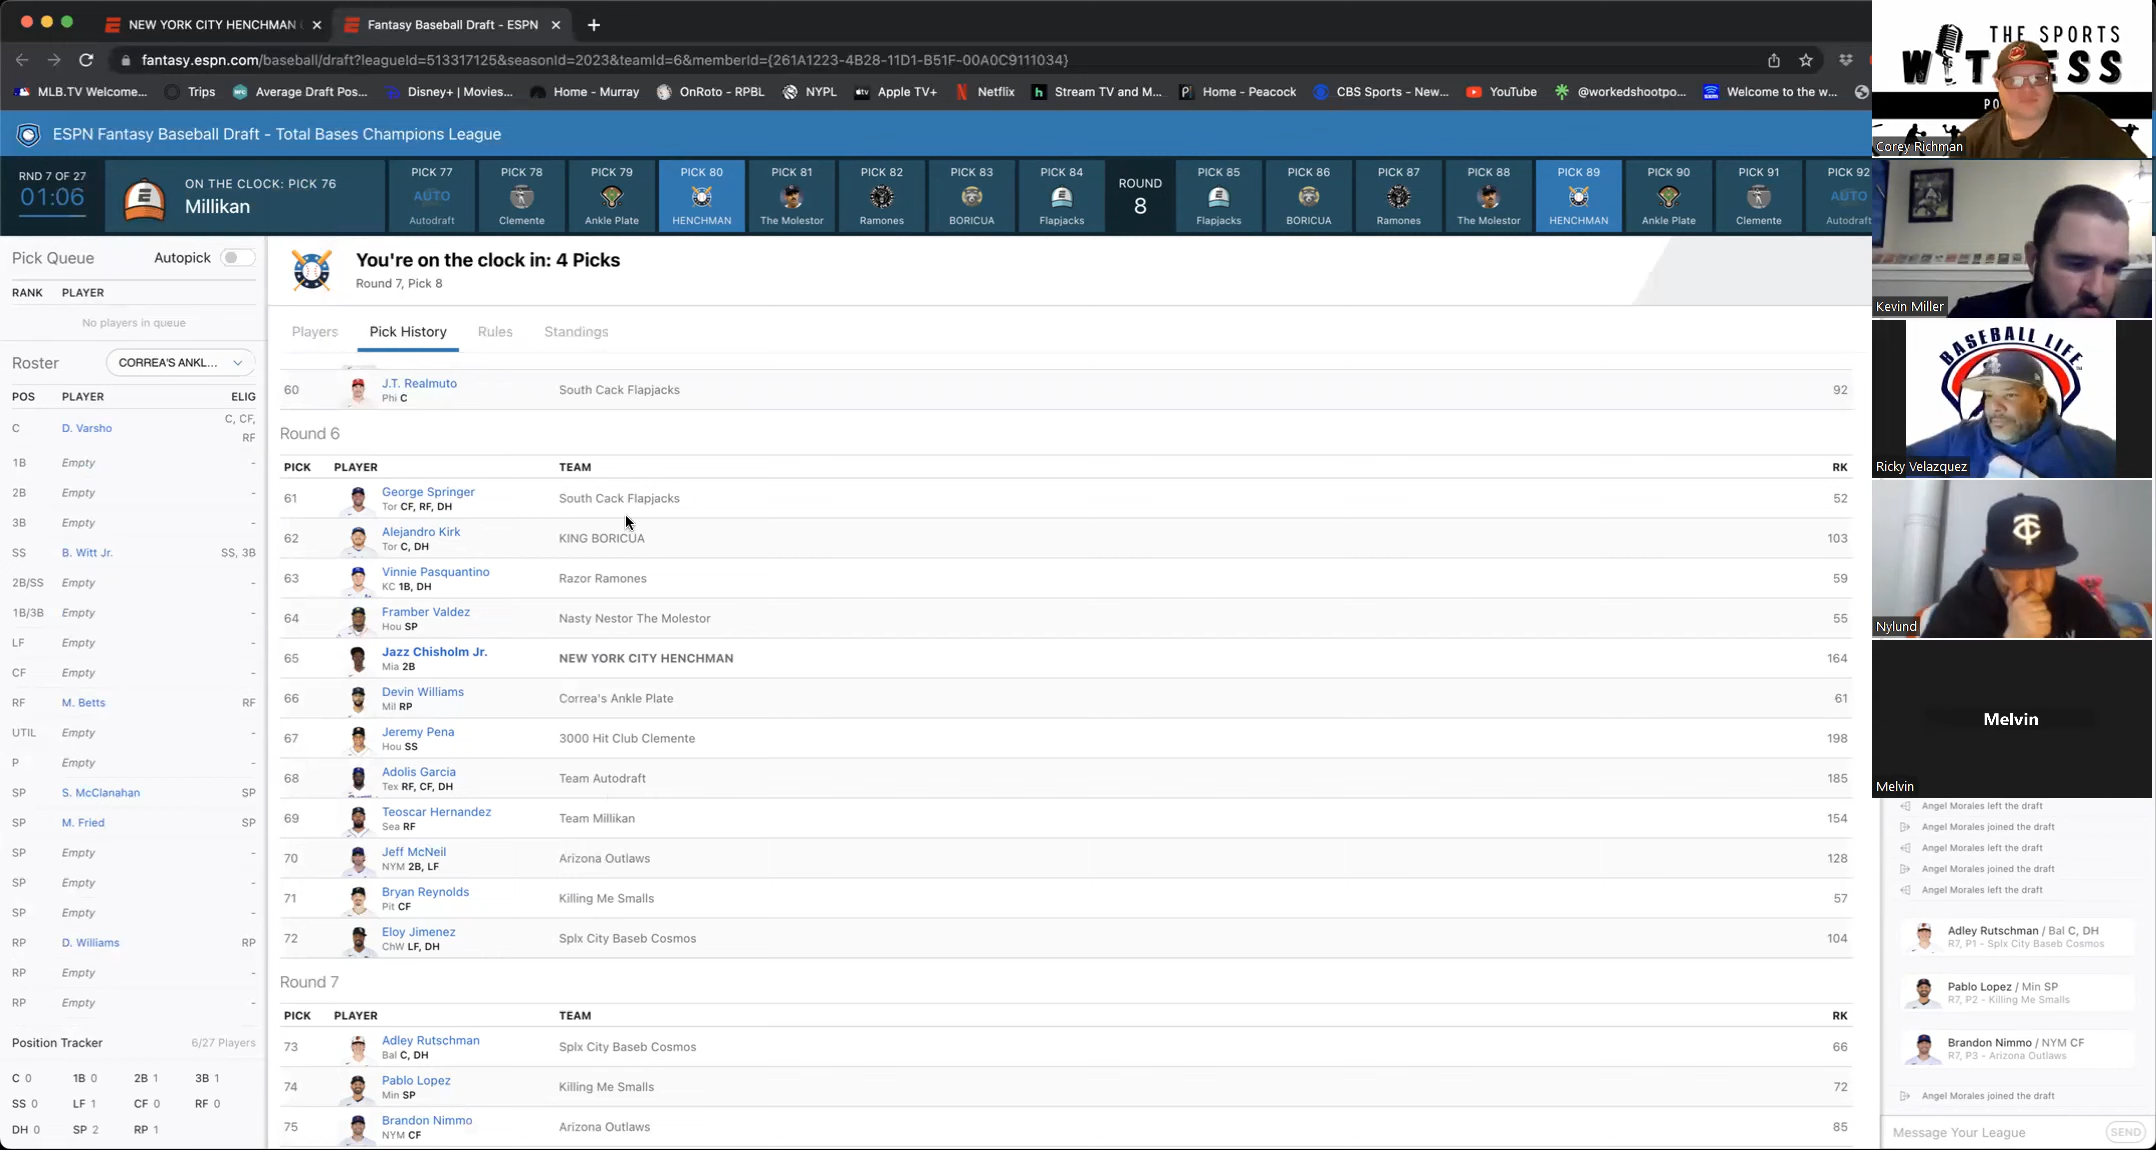 NEW YORK CITY HENCHMAN
Fantasy Baseball Draft - ESPN
fantasy.espn.com/baseball/draft?leagueId=513317125&seasonId=2023&teamId=6&memberId={261A1223-4B28-11D1-B51F-00A0C9111034}
MLB.TV Welcome... Trips Average Draft Pos... Disney+ | Movies... Home - Murray OnRoto - RPBL NYPL Apple TV+ Netflix Stream TV and M... Home - Peacock CBS Sports - New... YouTube @workedshootpo... Welcome to the w...
ESPN Fantasy Baseball Draft - Total Bases Champions League
RND 7 OF 27
01:06
ON THE CLOCK: PICK 76
Millikan
PICK 77 AUTO Autodraft
PICK 78 Clemente
PICK 79 Ankle Plate
PICK 80 HENCHMAN
PICK 81 The Molestor
PICK 82 Ramones
PICK 83 BORICUA
PICK 84 Flapjacks
ROUND 8
PICK 85 Flapjacks
PICK 86 BORICUA
PICK 87 Ramones
PICK 88 The Molestor
PICK 89 HENCHMAN
PICK 90 Ankle Plate
PICK 91 Clemente
PICK 92 AUTO Autodraft
Pick Queue Autopick
RANK PLAYER
No players in queue
Roster CORREA'S ANKL...
POS PLAYER ELIG
C D. Varsho C, CF, RF
1B Empty -
2B Empty -
3B Empty -
SS B. Witt Jr. SS, 3B
2B/SS Empty -
1B/3B Empty -
LF Empty -
CF Empty -
RF M. Betts RF
UTIL Empty -
P Empty -
SP S. McClanahan SP
SP M. Fried SP
SP Empty -
SP Empty -
SP Empty -
RP D. Williams RP
RP Empty -
RP Empty -
Position Tracker 6/27 Players
C 0 1B 0 2B 1 3B 1
SS 0 LF 1 CF 0 RF 0
DH 0 SP 2 RP 1
You're on the clock in: 4 Picks
Round 7, Pick 8
Players Pick History Rules Standings
60 J.T. Realmuto South Cack Flapjacks 92
Phi C
Round 6
PICK PLAYER TEAM RK
61 George Springer South Cack Flapjacks 52
Tor CF, RF, DH
62 Alejandro Kirk KING BORICUA 103
Tor C, DH
63 Vinnie Pasquantino Razor Ramones 59
KC 1B, DH
64 Framber Valdez Nasty Nestor The Molestor 55
Hou SP
65 Jazz Chisholm Jr. NEW YORK CITY HENCHMAN 164
Mia 2B
66 Devin Williams Correa's Ankle Plate 61
Mil RP
67 Jeremy Pena 3000 Hit Club Clemente 198
Hou SS
68 Adolis Garcia Team Autodraft 185
Tex RF, CF, DH
69 Teoscar Hernandez Team Millikan 154
Sea RF
70 Jeff McNeil Arizona Outlaws 128
NYM 2B, LF
71 Bryan Reynolds Killing Me Smalls 57
Pit CF
72 Eloy Jimenez Splx City Baseb Cosmos 104
ChW LF, DH
Round 7
PICK PLAYER TEAM RK
73 Adley Rutschman Splx City Baseb Cosmos 66
Bal C, DH
74 Pablo Lopez Killing Me Smalls 72
Min SP
75 Brandon Nimmo Arizona Outlaws 85
NYM CF
THE SPORTS
Corey Richman
Kevin Miller
BASEBALL LIFE
Ricky Velazquez
TC
Nylund
Melvin
Melvin
Angel Morales left the draft
Angel Morales joined the draft
Angel Morales left the draft
Angel Morales joined the draft
Angel Morales left the draft
Adley Rutschman / Bal C, DH
R7, P1 - Splx City Baseb Cosmos
Pablo Lopez / Min SP
R7, P2 - Killing Me Smalls
Brandon Nimmo / NYM CF
R7, P3 - Arizona Outlaws
Angel Morales joined the draft
Message Your League SEND